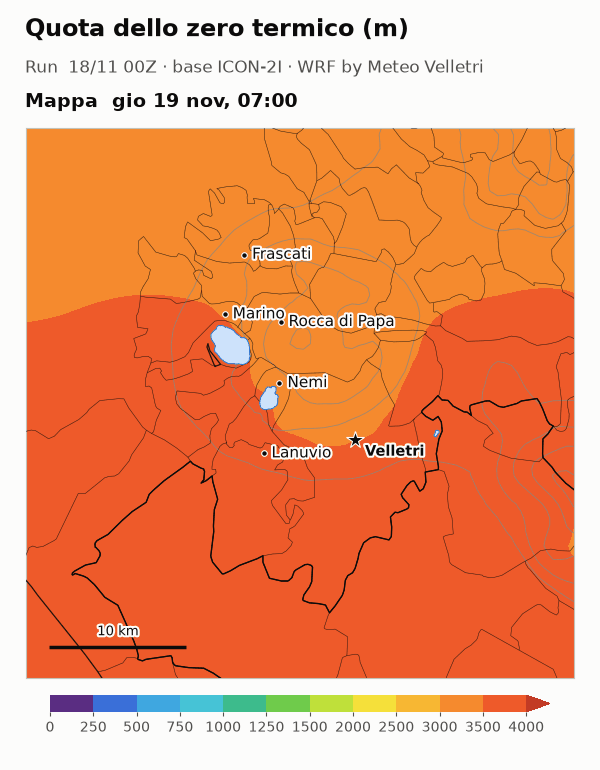 Quota dello zero termico (m)
Run  18/11 00Z · base ICON-2I · WRF by Meteo Velletri
Mappa  gio 19 nov, 07:00
Frascati
Marino
Rocca di Papa
Nemi
Velletri
Lanuvio
10 km
0 250 500 750 1000 1250 1500 2000 2500 3000 3500 4000